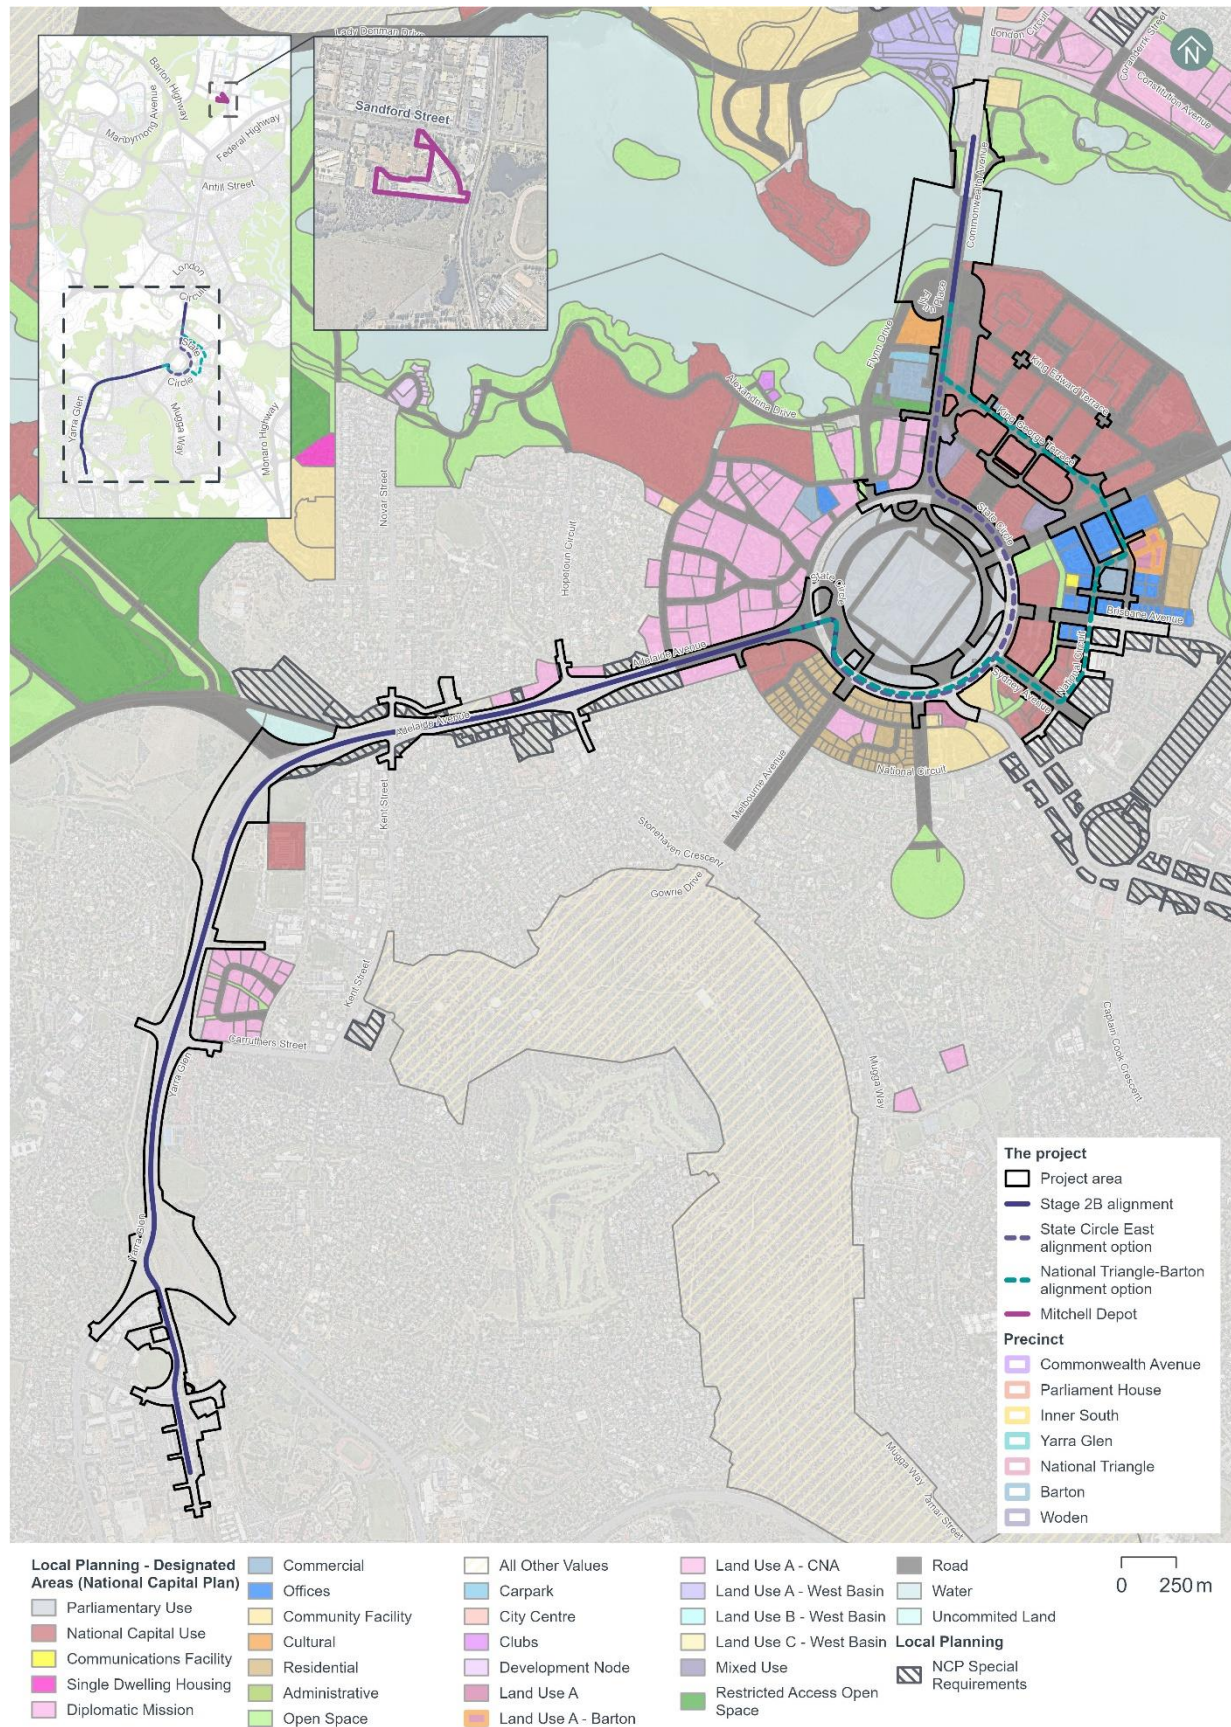 Lady Denman Drive
London Circuit
Coranderrk Street
Constitution Avenue
N
Barton Highway
Maribyrnong Avenue
Federal Highway
Antill Street
London
Circuit
State
Circle
Yarra Glen
Mugga Way
Monaro Highway
Sandford Street
Commonwealth Avenue
Place
Flynn Drive
King Edward Terrace
Alexandrina Drive
King George Terrace
State Circle
Novar Street
Hopetoun Circuit
State Circle
Brisbane Avenue
Adelaide Avenue
National Circuit
Sydney Avenue
Adelaide Avenue
National Circuit
Melbourne Avenue
Kent Street
Stonehaven Crescent
Gowrie Drive
Kent Street
Carruthers Street
Yarra Glen
Captain Cook Crescent
Mugga Way
Yarra Glen
Mugga Way
Yamar Street
The project
Project area
Stage 2B alignment
State Circle East
alignment option
National Triangle-Barton
alignment option
Mitchell Depot
Precinct
Commonwealth Avenue
Parliament House
Inner South
Yarra Glen
National Triangle
Barton
Woden
Local Planning - Designated
Areas (National Capital Plan)
Parliamentary Use
National Capital Use
Communications Facility
Single Dwelling Housing
Diplomatic Mission
Commercial
Offices
Community Facility
Cultural
Residential
Administrative
Open Space
All Other Values
Carpark
City Centre
Clubs
Development Node
Land Use A
Land Use A - Barton
Land Use A - CNA
Land Use A - West Basin
Land Use B - West Basin
Land Use C - West Basin
Mixed Use
Restricted Access Open
Space
Road
Water
Uncommited Land
Local Planning
NCP Special
Requirements
0 250 m